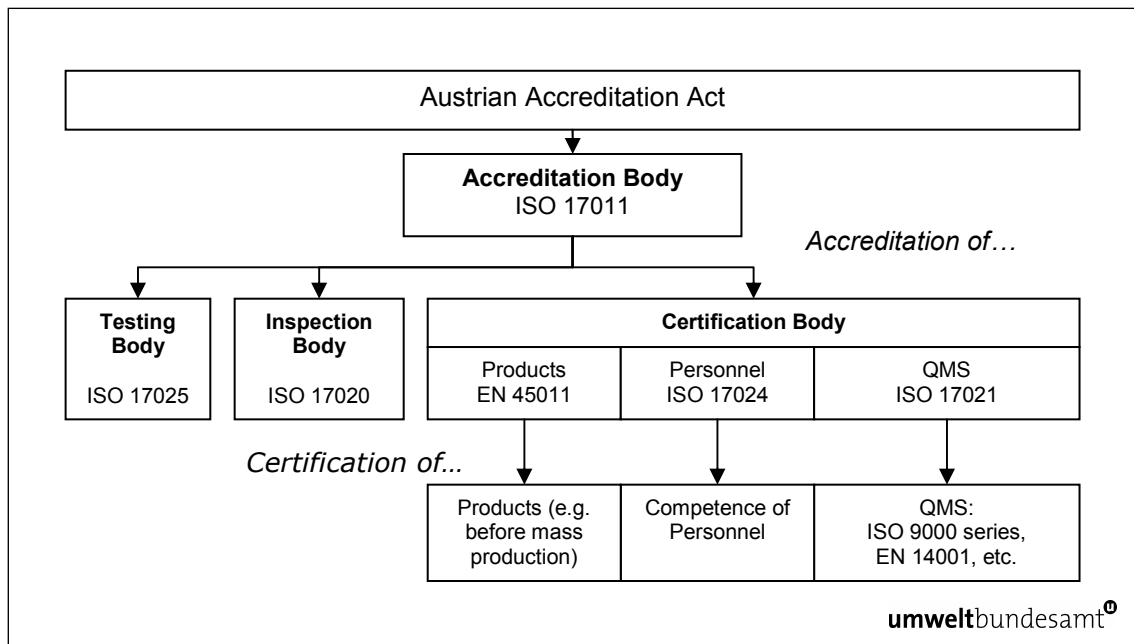 Austrian Accreditation Act
Accreditation Body
ISO 17011
Accreditation of…
Testing
Body
ISO 17025
Inspection
Body
ISO 17020
Certification Body
Products
EN 45011
Personnel
ISO 17024
QMS
ISO 17021
Certification of…
Products (e.g.
before mass
production)
Competence of
Personnel
QMS:
ISO 9000 series,
EN 14001, etc.
umweltbundesamt
u